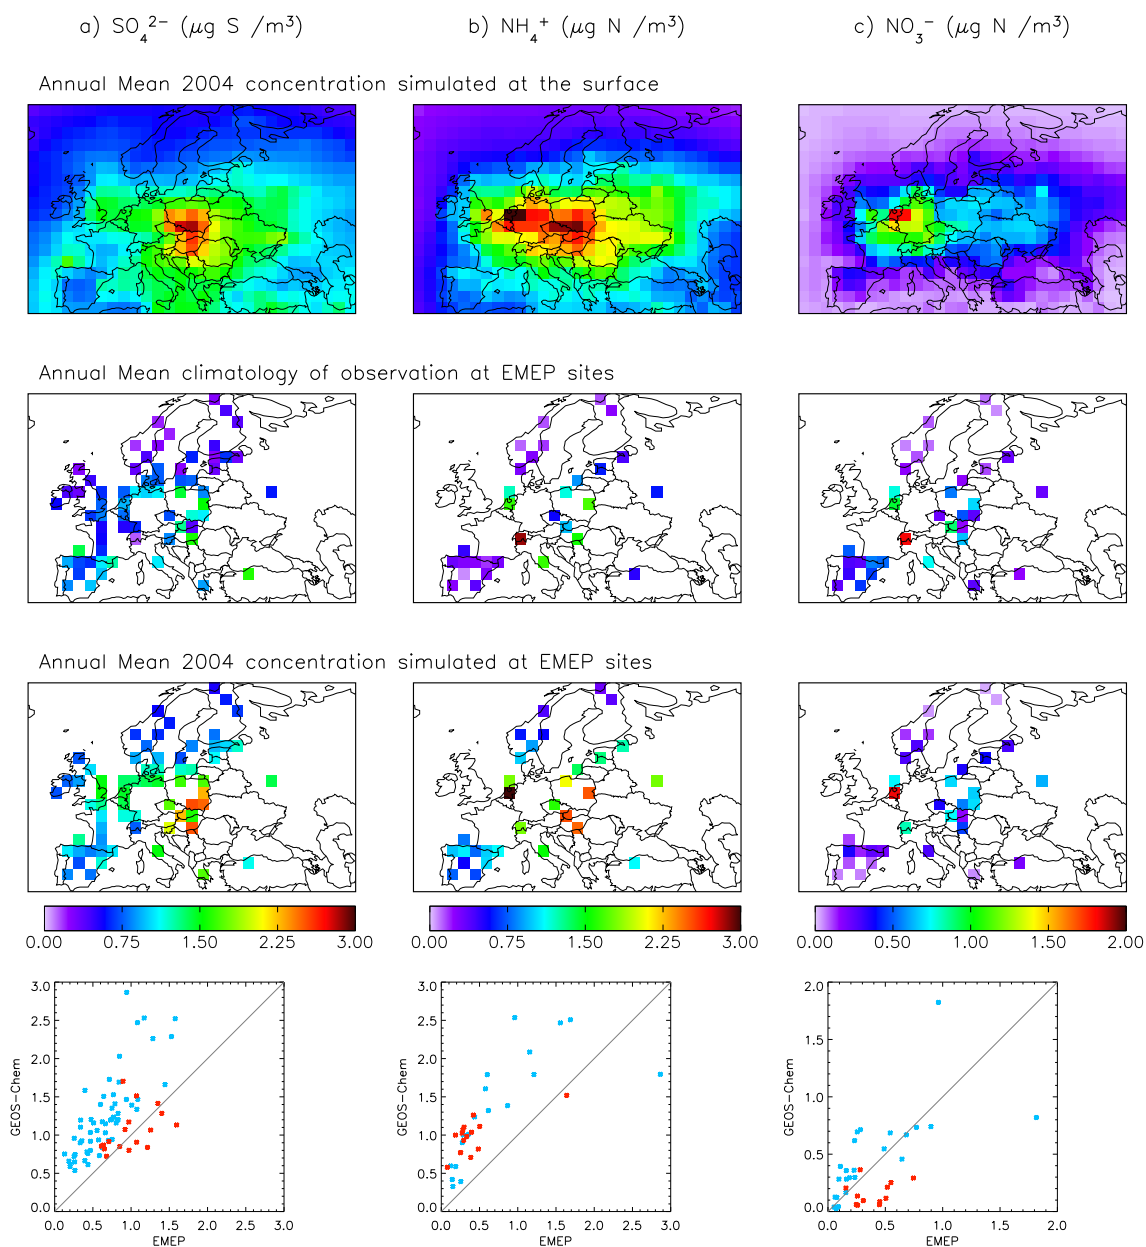 a) SO₄²⁻ (μg S /m³) b) NH₄⁺ (μg N /m³) c) NO₃⁻ (μg N /m³)
Annual Mean 2004 concentration simulated at the surface
Annual Mean climatology of observation at EMEP sites
Annual Mean 2004 concentration simulated at EMEP sites
0.00 0.75 1.50 2.25 3.00 0.00 0.75 1.50 2.25 3.00 0.00 0.50 1.00 1.50 2.00
3.0 3.0 2.0
2.5 2.5
2.0 2.0 1.5
1.5 1.5 1.0
1.0 1.0
0.5 0.5 0.5
0.0 0.0 0.0
GEOS-Chem GEOS-Chem GEOS-Chem
0.0 0.5 1.0 1.5 2.0 3.0 0.0 0.5 1.0 1.5 2.0 3.0 0.0 0.5 1.0 1.5 2.0
EMEP EMEP EMEP